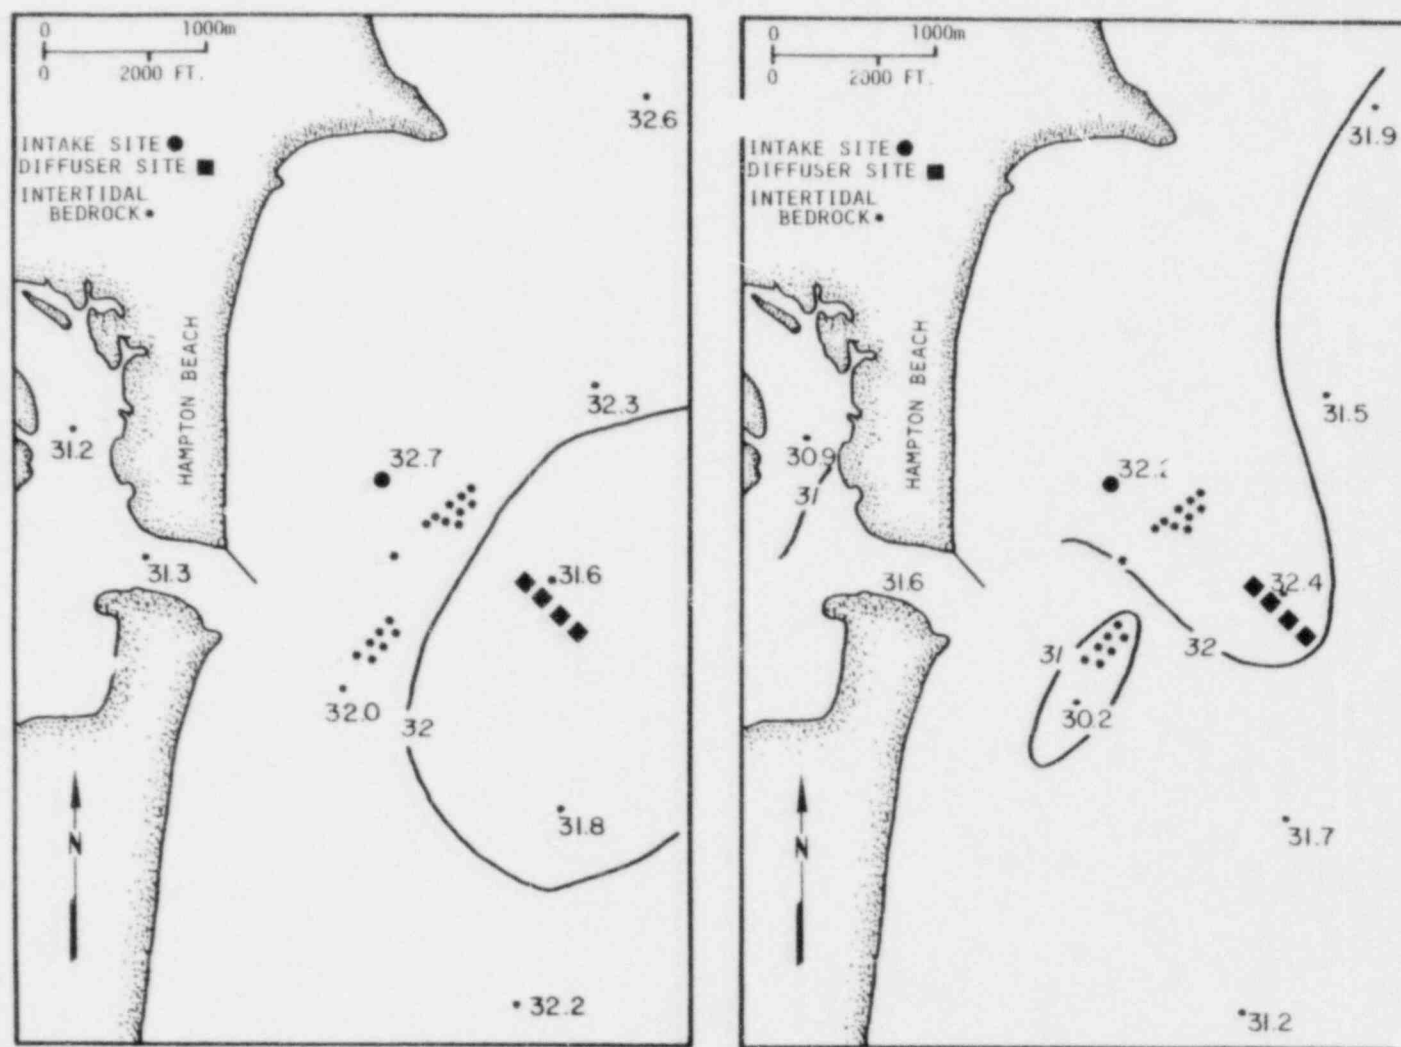 0 1000m
0 2000 FT.
32.6
INTAKE SITE
DIFFUSER SITE
INTERTIDAL
BEDROCK
HAMPTON BEACH
32.3
31.2
32.7
31.3
31.6
32.0
32
31.8
N
32.2
0 1000m
0 2000 FT.
31.9
INTAKE SITE
DIFFUSER SITE
INTERTIDAL
BEDROCK
HAMPTON BEACH
31.5
30.9
31
31.6
32.4
31
32
30.2
31.7
N
31.2